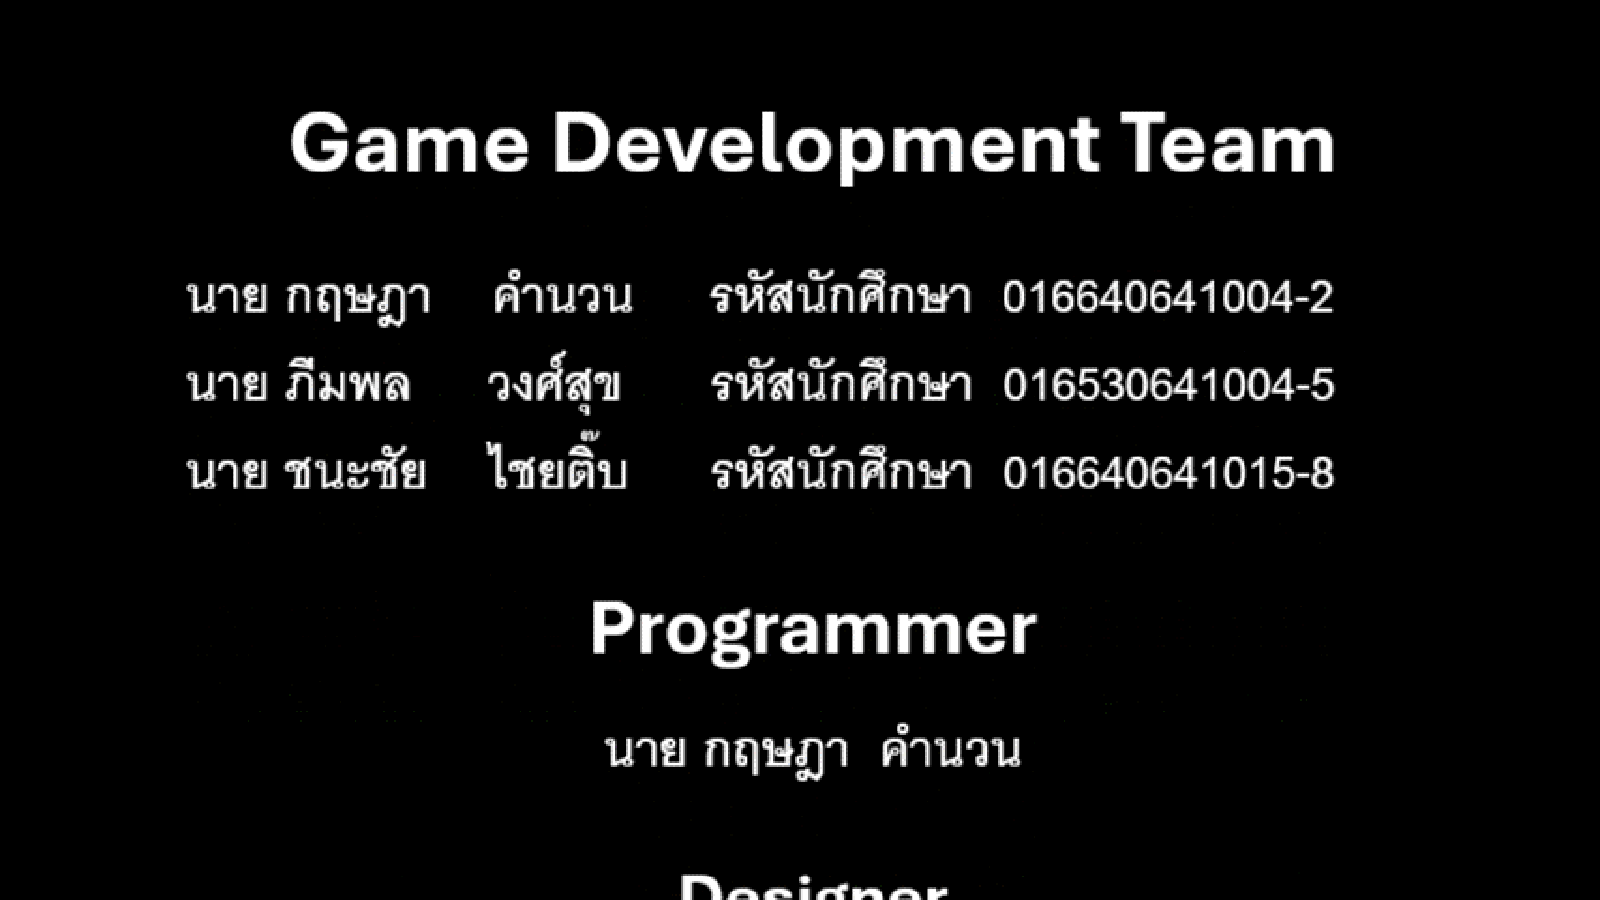 Game Development Team
นาย กฤษฎา คำนวน รหัสนักศึกษา 016640641004-2
นาย ภีมพล วงศ์สุข รหัสนักศึกษา 016530641004-5
นาย ชนะชัย ไชยติ๊บ รหัสนักศึกษา 016640641015-8
Programmer
นาย กฤษฎา คำนวน
Designer